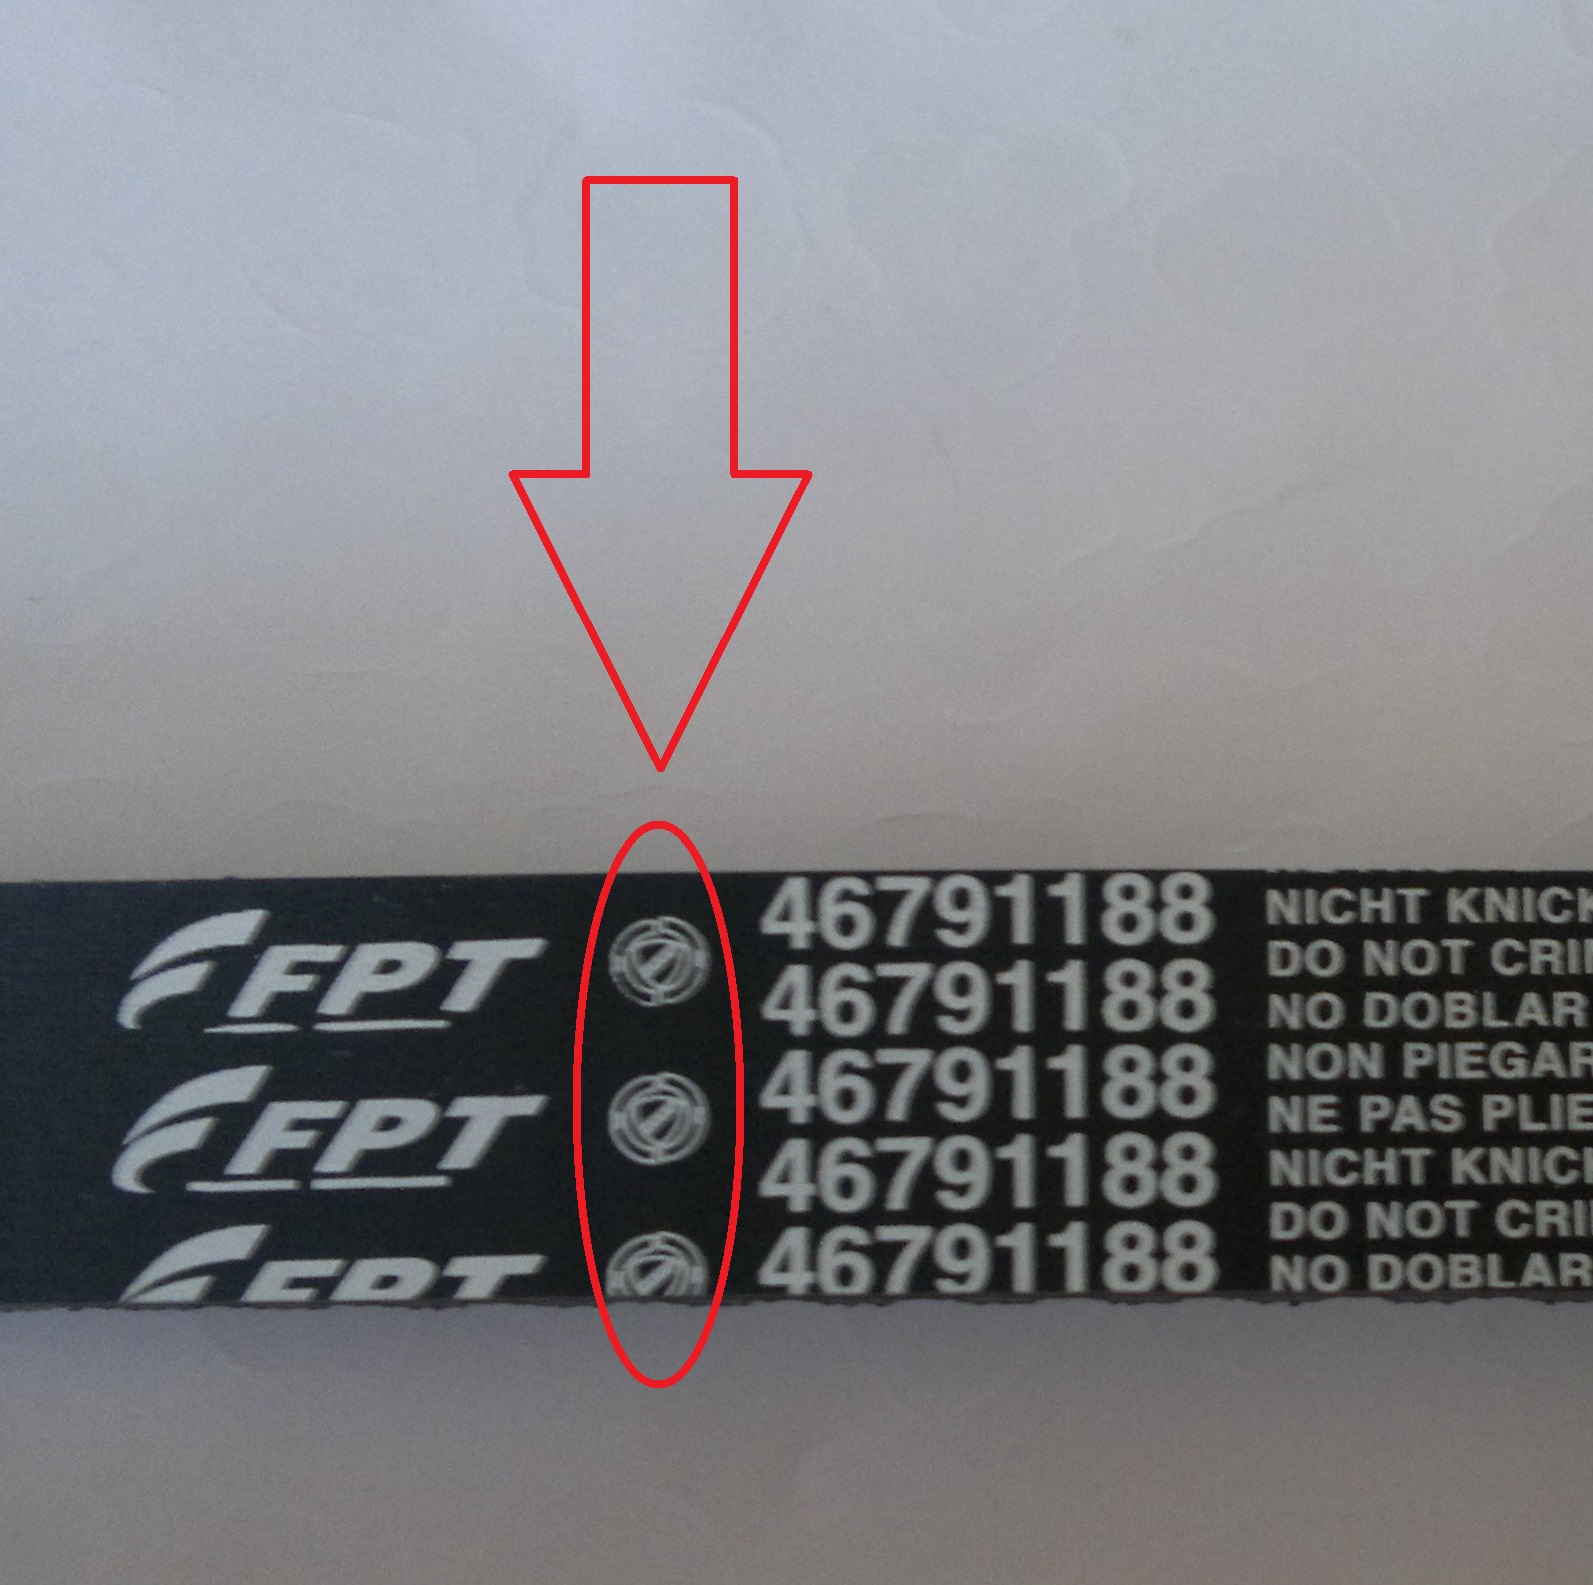 FPT
FPT
FPT
46791188
46791188
46791188
46791188
46791188
NICHT KNICK
DO NOT CRI
NO DOBLAR
NON PIEGAR
NE PAS PLIE
NICHT KNICK
DO NOT CRI
NO DOBLAR